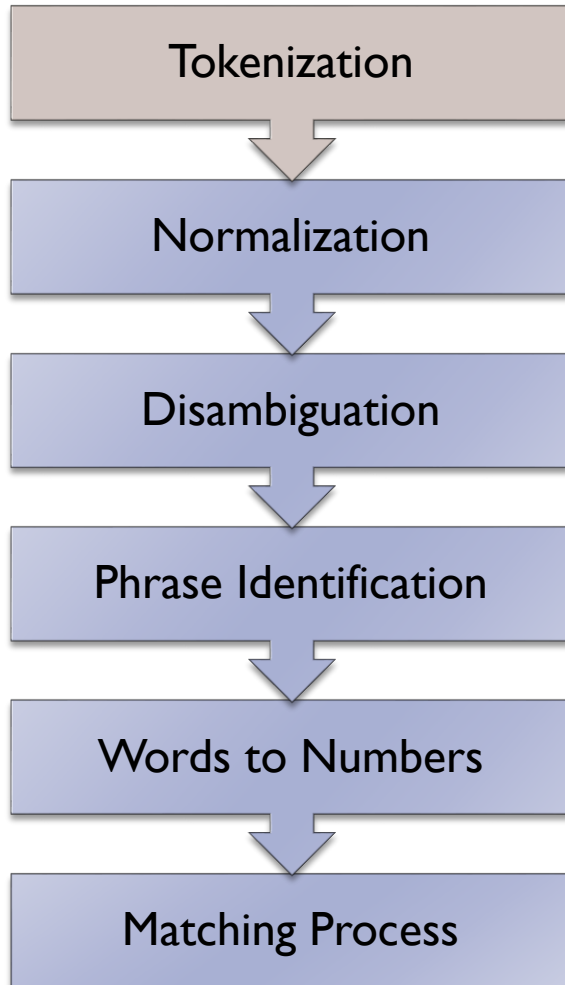 Tokenization
Normalization
Disambiguation
Phrase Identification
Words to Numbers
Matching Process